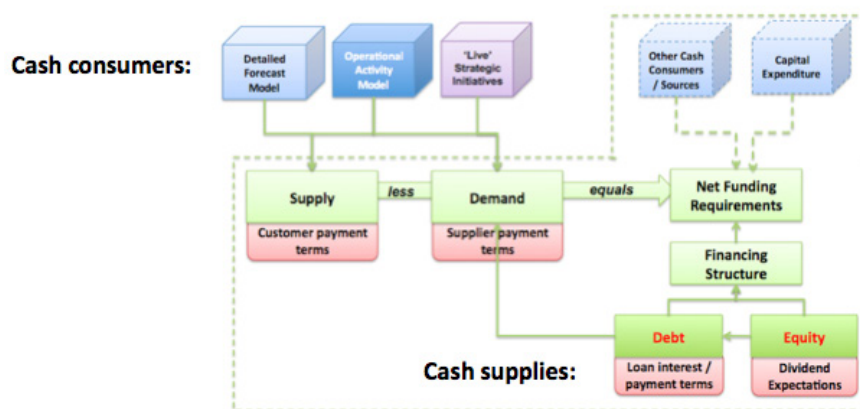 Cash consumers:
Detailed
Forecast
Model
Operational
Activity
Model
'Live'
Strategic
Initiatives
Other Cash
Consumers
/ Sources
Capital
Expenditure
Supply
less
Demand
equals
Net Funding
Requirements
Customer payment
terms
Supplier payment
terms
Financing
Structure
Debt
Equity
Cash supplies:
Loan interest /
payment terms
Dividend
Expectations